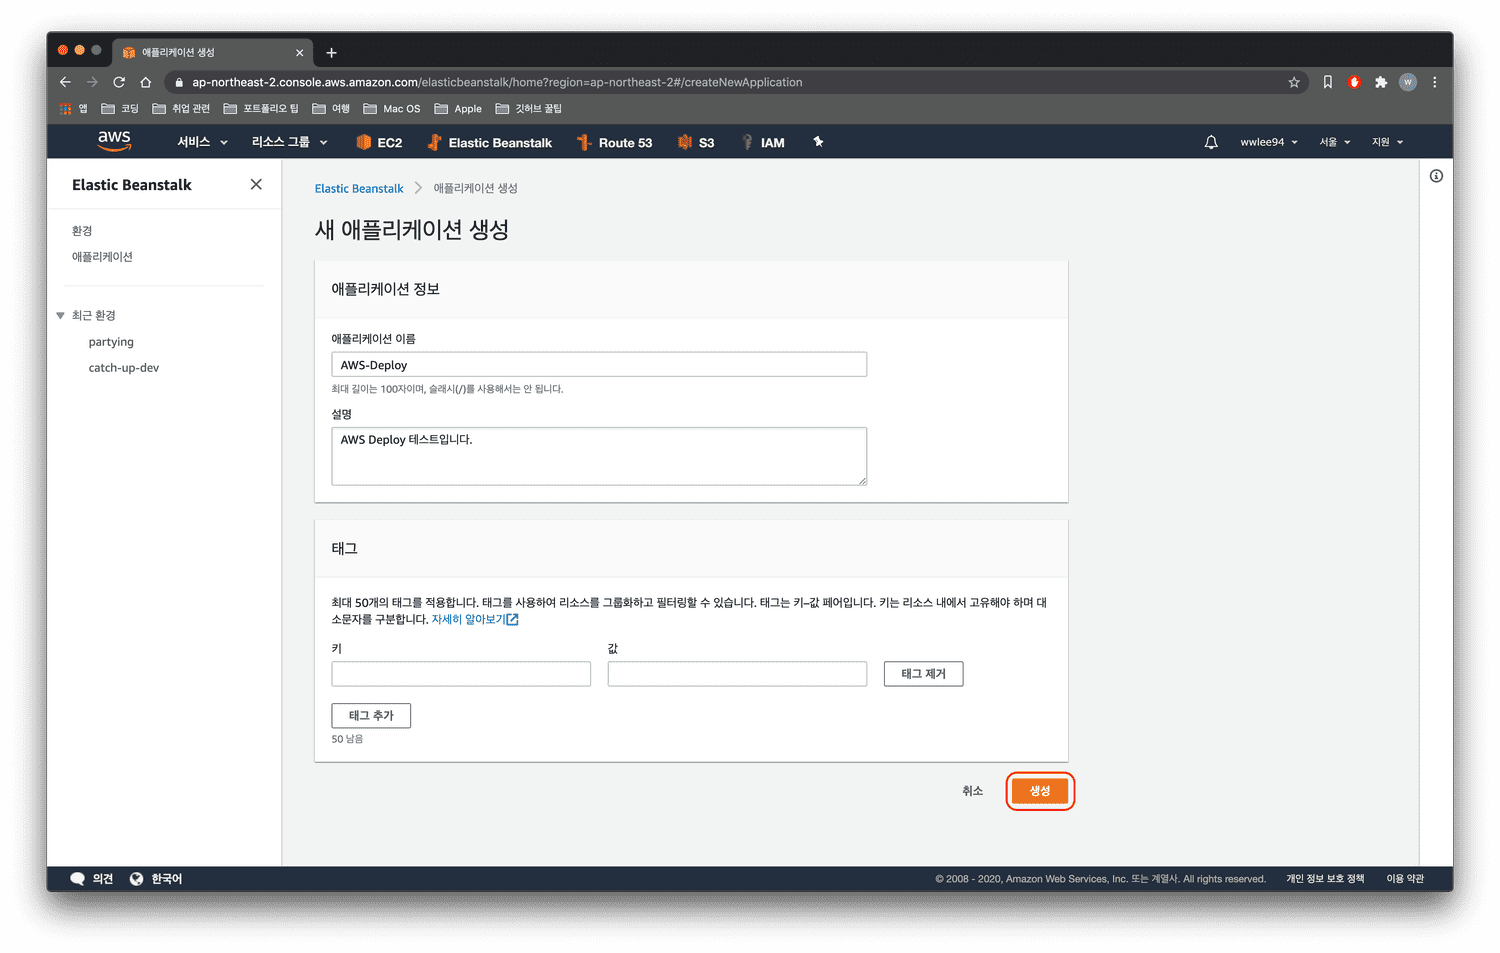 애플리케이션 생성
ap-northeast-2.console.aws.amazon.com/elasticbeanstalk/home?region=ap-northeast-2#/createNewApplication
W
앱 코딩 취업 관련 포트폴리오 팁 여행 Mac OS Apple 깃허브 꿀팁
aws 서비스 리소스 그룹 EC2 Elastic Beanstalk Route 53 S3 IAM wwlee94 서울 지원
Elastic Beanstalk
환경
애플리케이션
최근 환경
partying
catch-up-dev
Elastic Beanstalk > 애플리케이션 생성
새 애플리케이션 생성
애플리케이션 정보
애플리케이션 이름
AWS-Deploy
최대 길이는 100자이며, 슬래시(/)를 사용해서는 안 됩니다.
설명
AWS Deploy 테스트입니다.
태그
최대 50개의 태그를 적용합니다. 태그를 사용하여 리소스를 그룹화하고 필터링할 수 있습니다. 태그는 키-값 페어입니다. 키는 리소스 내에서 고유해야 하며 대
소문자를 구분합니다. 자세히 알아보기
키 값
태그 제거
태그 추가
50 남음
취소 생성
의견 한국어 © 2008 - 2020, Amazon Web Services, Inc. 또는 계열사. All rights reserved. 개인 정보 보호 정책 이용 약관